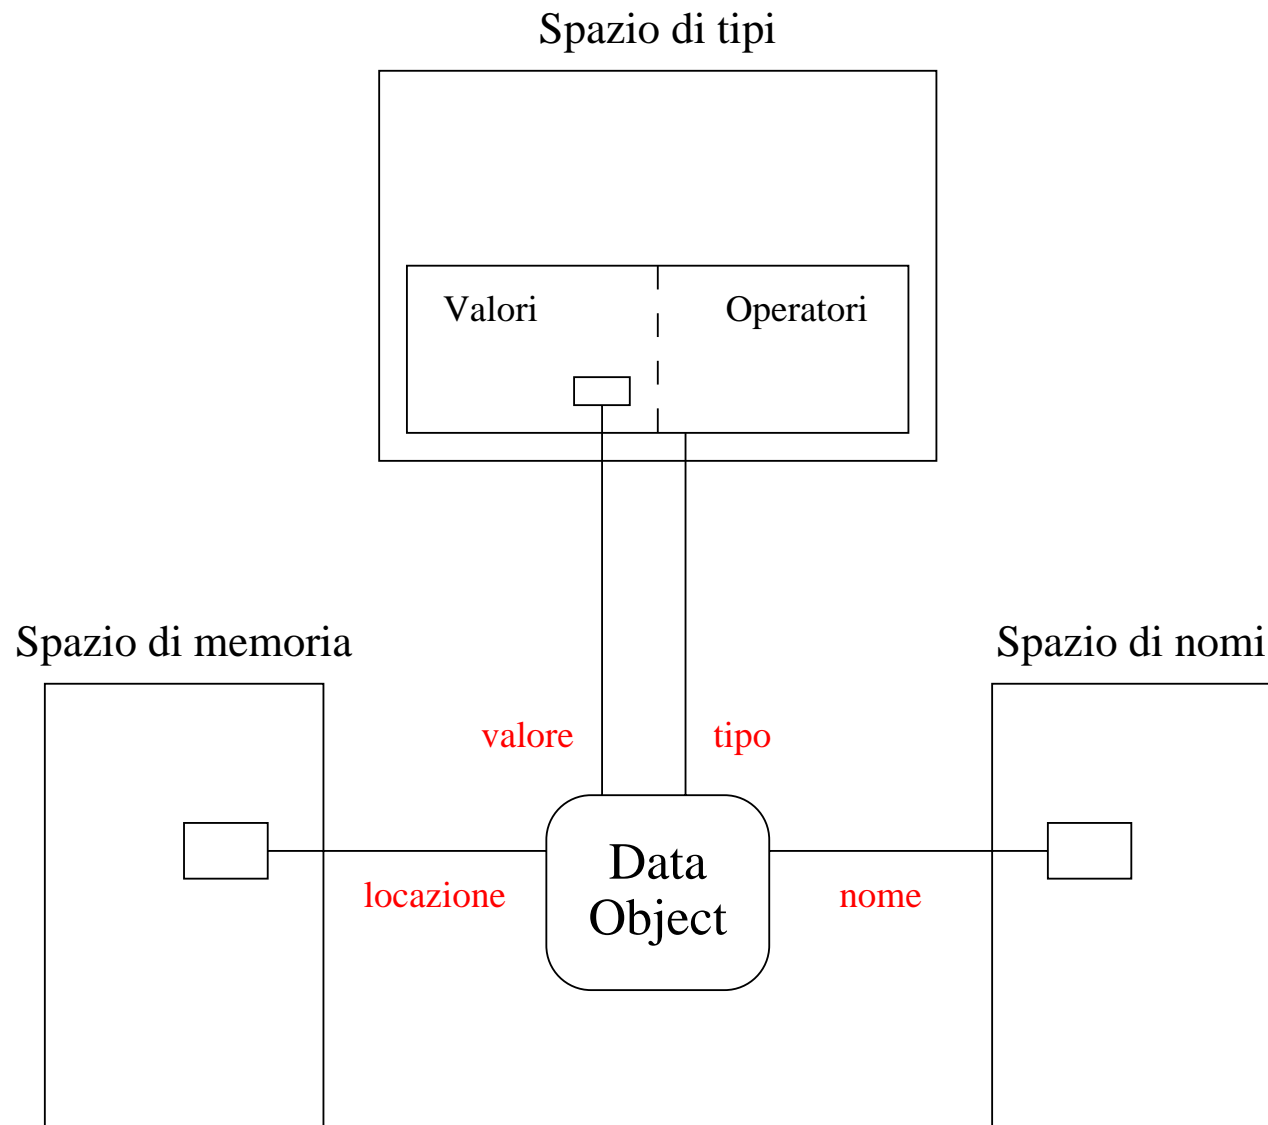 Spazio di tipi
Valori
Operatori
Spazio di memoria
Spazio di nomi
valore
tipo
locazione
Data
Object
nome